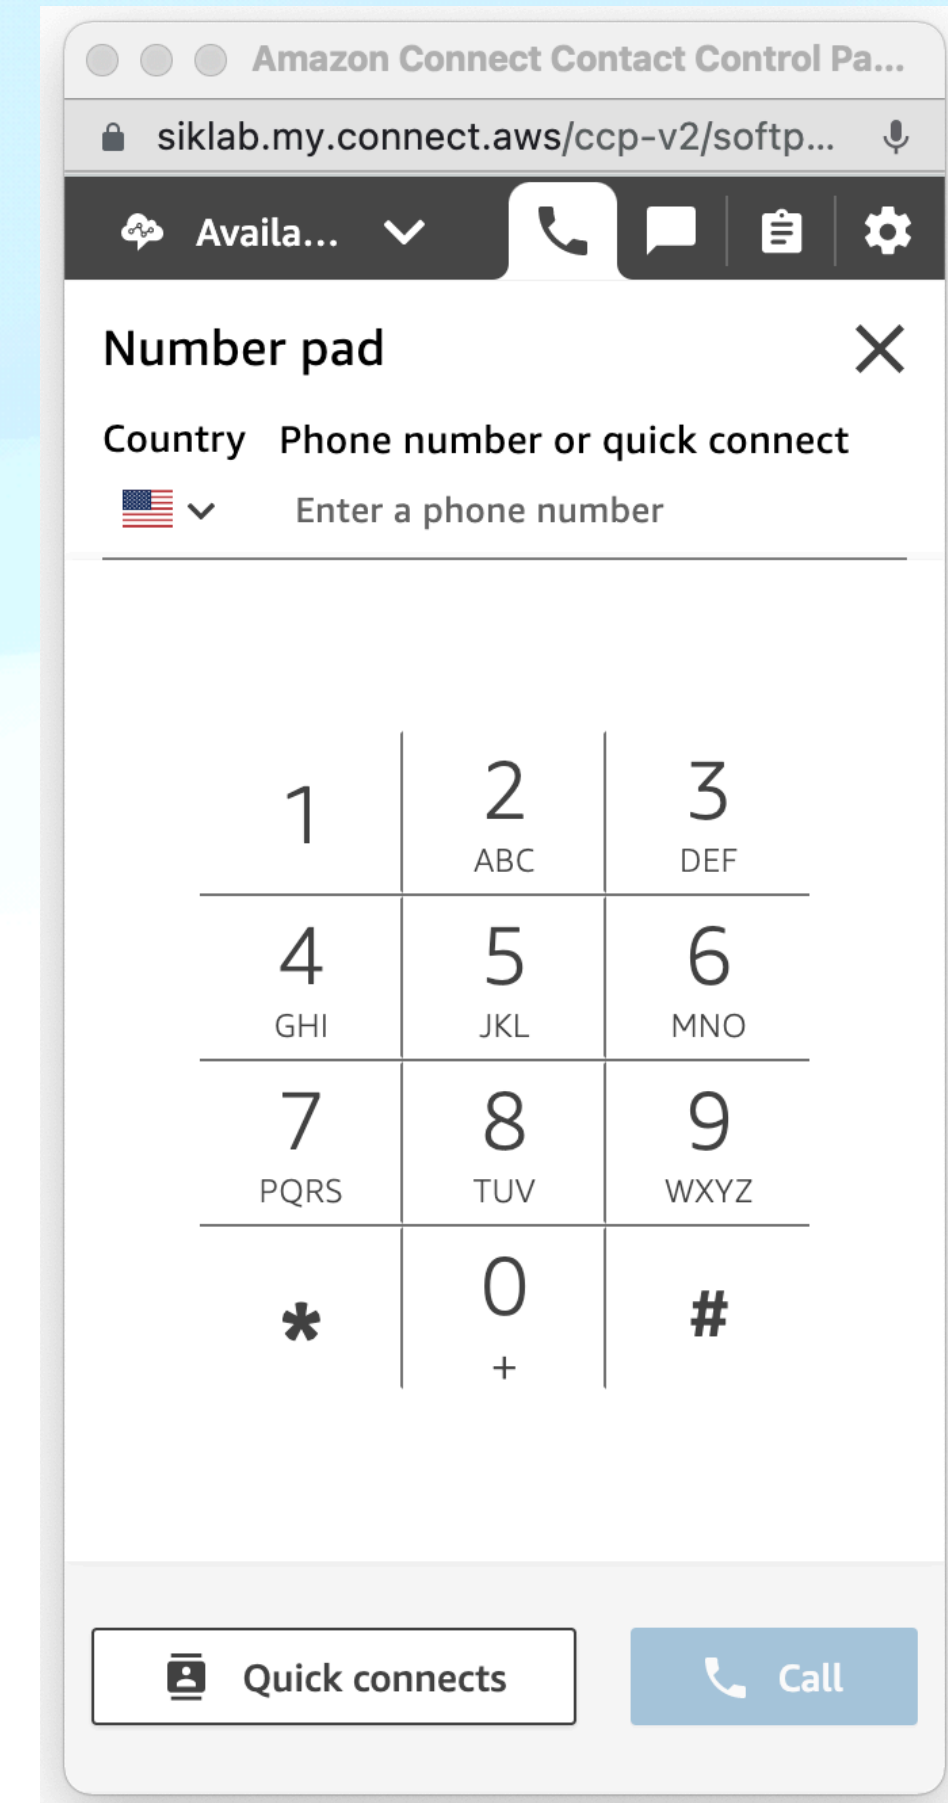 Amazon Connect Contact Control Pa...
siklab.my.connect.aws/ccp-v2/softp...
Availa...
Number pad
Country Phone number or quick connect
Enter a phone number
1 2 3
ABC DEF
4 5 6
GHI JKL MNO
7 8 9
PQRS TUV WXYZ
* 0 #
+
Quick connects Call